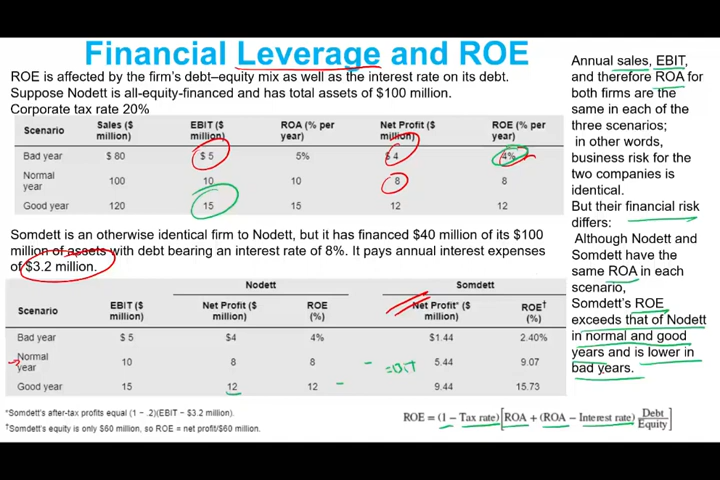 Financial Leverage and ROE
ROE is affected by the firm's debt–equity mix as well as the interest rate on its debt.
Suppose Nodett is all-equity-financed and has total assets of $100 million.
Corporate tax rate 20%
Scenario Sales ($ million) EBIT ($ million) ROA (% per year) Net Profit ($ million) ROE (% per year)
Bad year $ 80 $ 5 5% $ 4 4%
Normal year 100 10 10 8 8
Good year 120 15 15 12 12
Somdett is an otherwise identical firm to Nodett, but it has financed $40 million of its $100
million of assets with debt bearing an interest rate of 8%. It pays annual interest expenses
of $3.2 million.
Nodett Somdett
Scenario EBIT ($ million) Net Profit ($ million) ROE (%) Net Profit* ($ million) ROE† (%)
Bad year $ 5 $4 4% $1.44 2.40%
Normal year 10 8 8 5.44 9.07
Good year 15 12 12 9.44 15.73
*Somdett's after-tax profits equal (1 − .2)(EBIT − $3.2 million).
†Somdett's equity is only $60 million, so ROE = net profit/$60 million.
Annual sales, EBIT,
and therefore ROA for
both firms are the
same in each of the
three scenarios;
in other words,
business risk for the
two companies is
identical.
But their financial risk
differs:
Although Nodett and
Somdett have the
same ROA in each
scenario,
Somdett's ROE
exceeds that of Nodett
in normal and good
years and is lower in
bad years.
ROE = (1 − Tax rate)[ROA + (ROA − Interest rate) Debt/Equity]